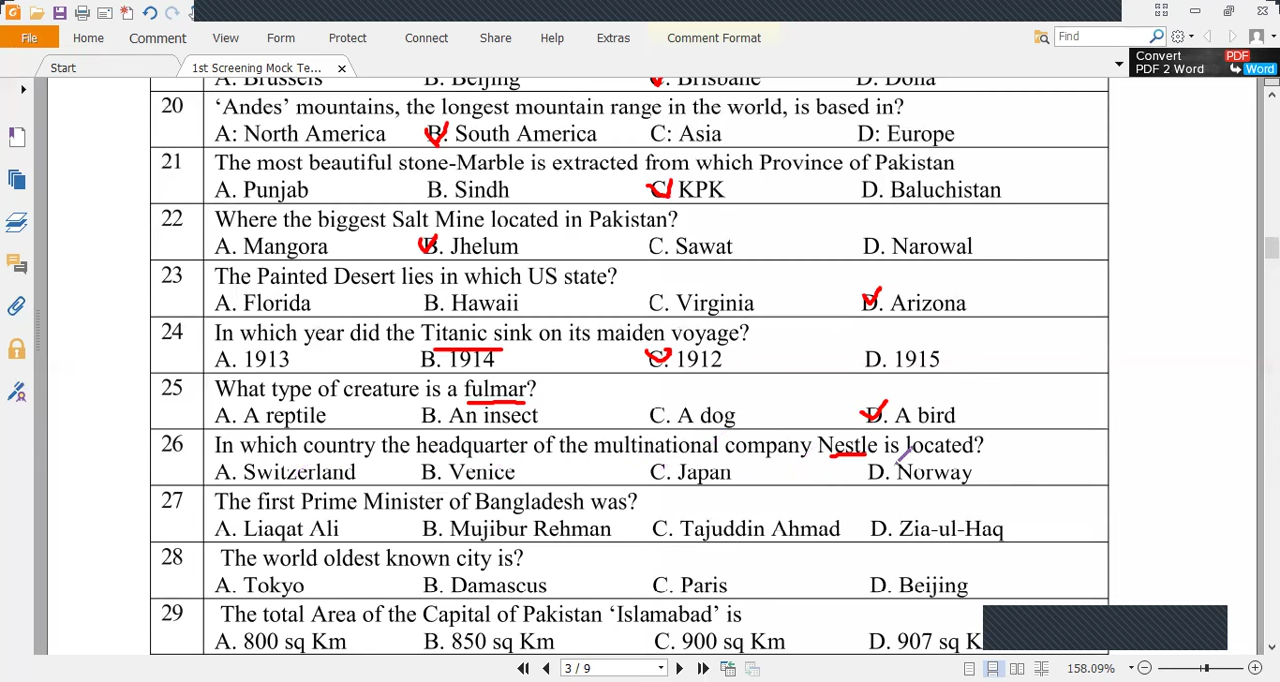 File Home Comment View Form Protect Connect Share Help Extras Comment Format Find
Start 1st Screening Mock Te... Convert PDF
PDF 2 Word Word
A. Brussels B. Beijing C. Brisbane D. Doha
20 ‘Andes’ mountains, the longest mountain range in the world, is based in?
A: North America B: South America C: Asia D: Europe
21 The most beautiful stone-Marble is extracted from which Province of Pakistan
A. Punjab B. Sindh C. KPK D. Baluchistan
22 Where the biggest Salt Mine located in Pakistan?
A. Mangora B. Jhelum C. Sawat D. Narowal
23 The Painted Desert lies in which US state?
A. Florida B. Hawaii C. Virginia D. Arizona
24 In which year did the Titanic sink on its maiden voyage?
A. 1913 B. 1914 C. 1912 D. 1915
25 What type of creature is a fulmar?
A. A reptile B. An insect C. A dog D. A bird
26 In which country the headquarter of the multinational company Nestle is located?
A. Switzerland B. Venice C. Japan D. Norway
27 The first Prime Minister of Bangladesh was?
A. Liaqat Ali B. Mujibur Rehman C. Tajuddin Ahmad D. Zia-ul-Haq
28 The world oldest known city is?
A. Tokyo B. Damascus C. Paris D. Beijing
29 The total Area of the Capital of Pakistan ‘Islamabad’ is
A. 800 sq Km B. 850 sq Km C. 900 sq Km D. 907 sq K
3 / 9 158.09%